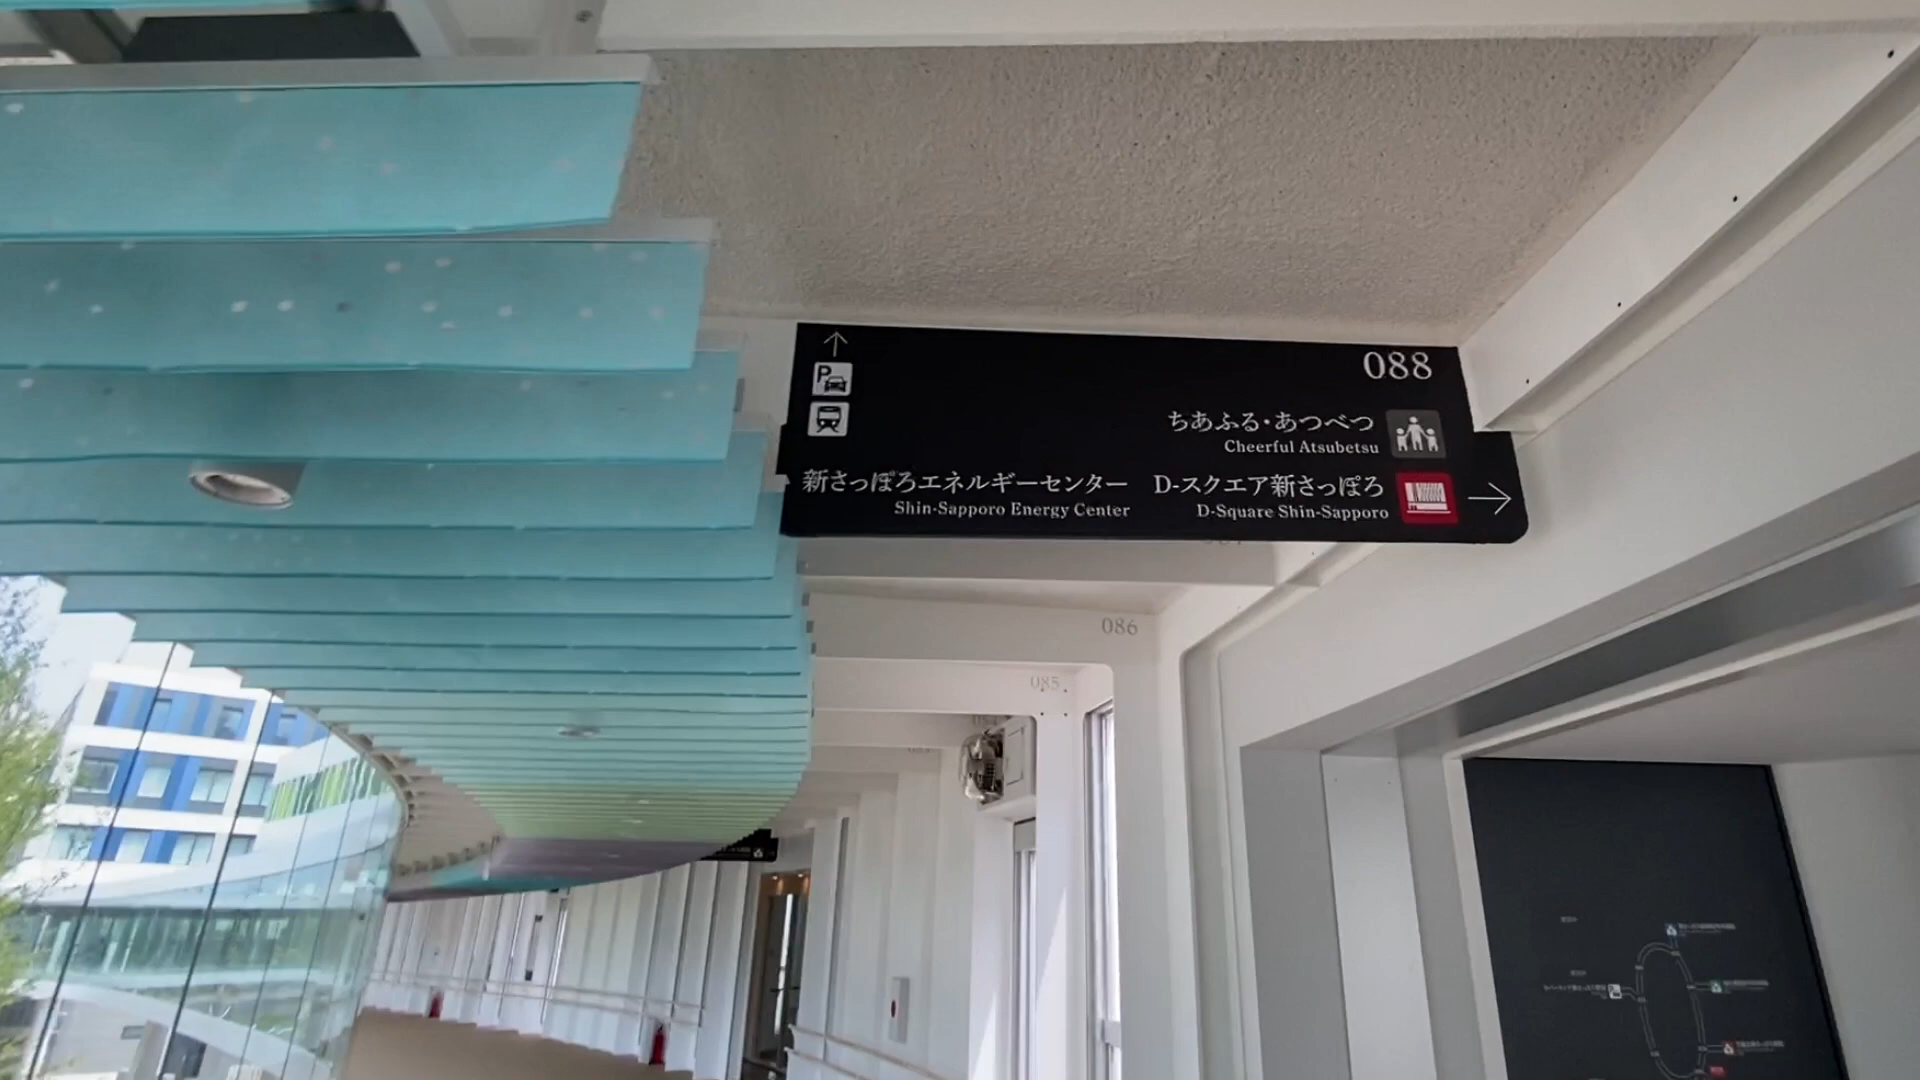 088
P
ちあふる・あつべつ
Cheerful Atsubetsu
新さっぽろエネルギーセンター
Shin-Sapporo Energy Center
D-スクエア新さっぽろ
D-Square Shin-Sapporo
086
085